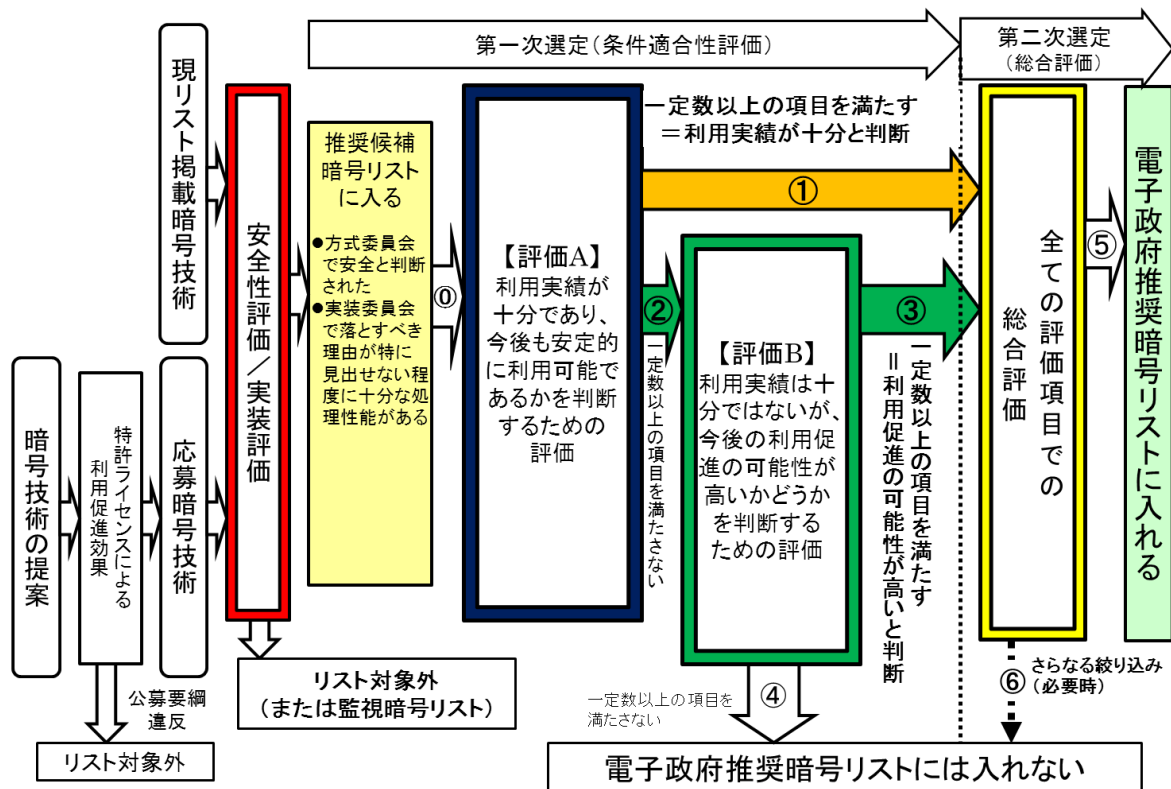 第一次選定(条件適合性評価)
第二次選定
(総合評価)
現リスト掲載暗号技術
暗号技術の提案
特許ライセンスによる
利用促進効果
応募暗号技術
公募要綱
違反
リスト対象外
安全性評価/実装評価
リスト対象外
(または監視暗号リスト)
推奨候補
暗号リスト
に入る
●方式委員会
で安全と判断
された
●実装委員会
で落とすべき
理由が特に
見出せない程
度に十分な処
理性能がある
⓪
【評価A】
利用実績が
十分であり、
今後も安定的
に利用可能で
あるかを判断
するための
評価
一定数以上の項目を満たす
=利用実績が十分と判断
①
②
一定数以上の項目を満たさない
【評価B】
利用実績は十
分ではないが、
今後の利用促
進の可能性が
高いかどうか
を判断する
ための評価
③
一定数以上の項目を満たす
=利用促進の可能性が高いと判断
④
一定数以上の項目を
満たさない
全ての評価項目での
総合評価
⑤
電子政府推奨暗号リストに入れる
⑥
さらなる絞り込み
(必要時)
電子政府推奨暗号リストには入れない